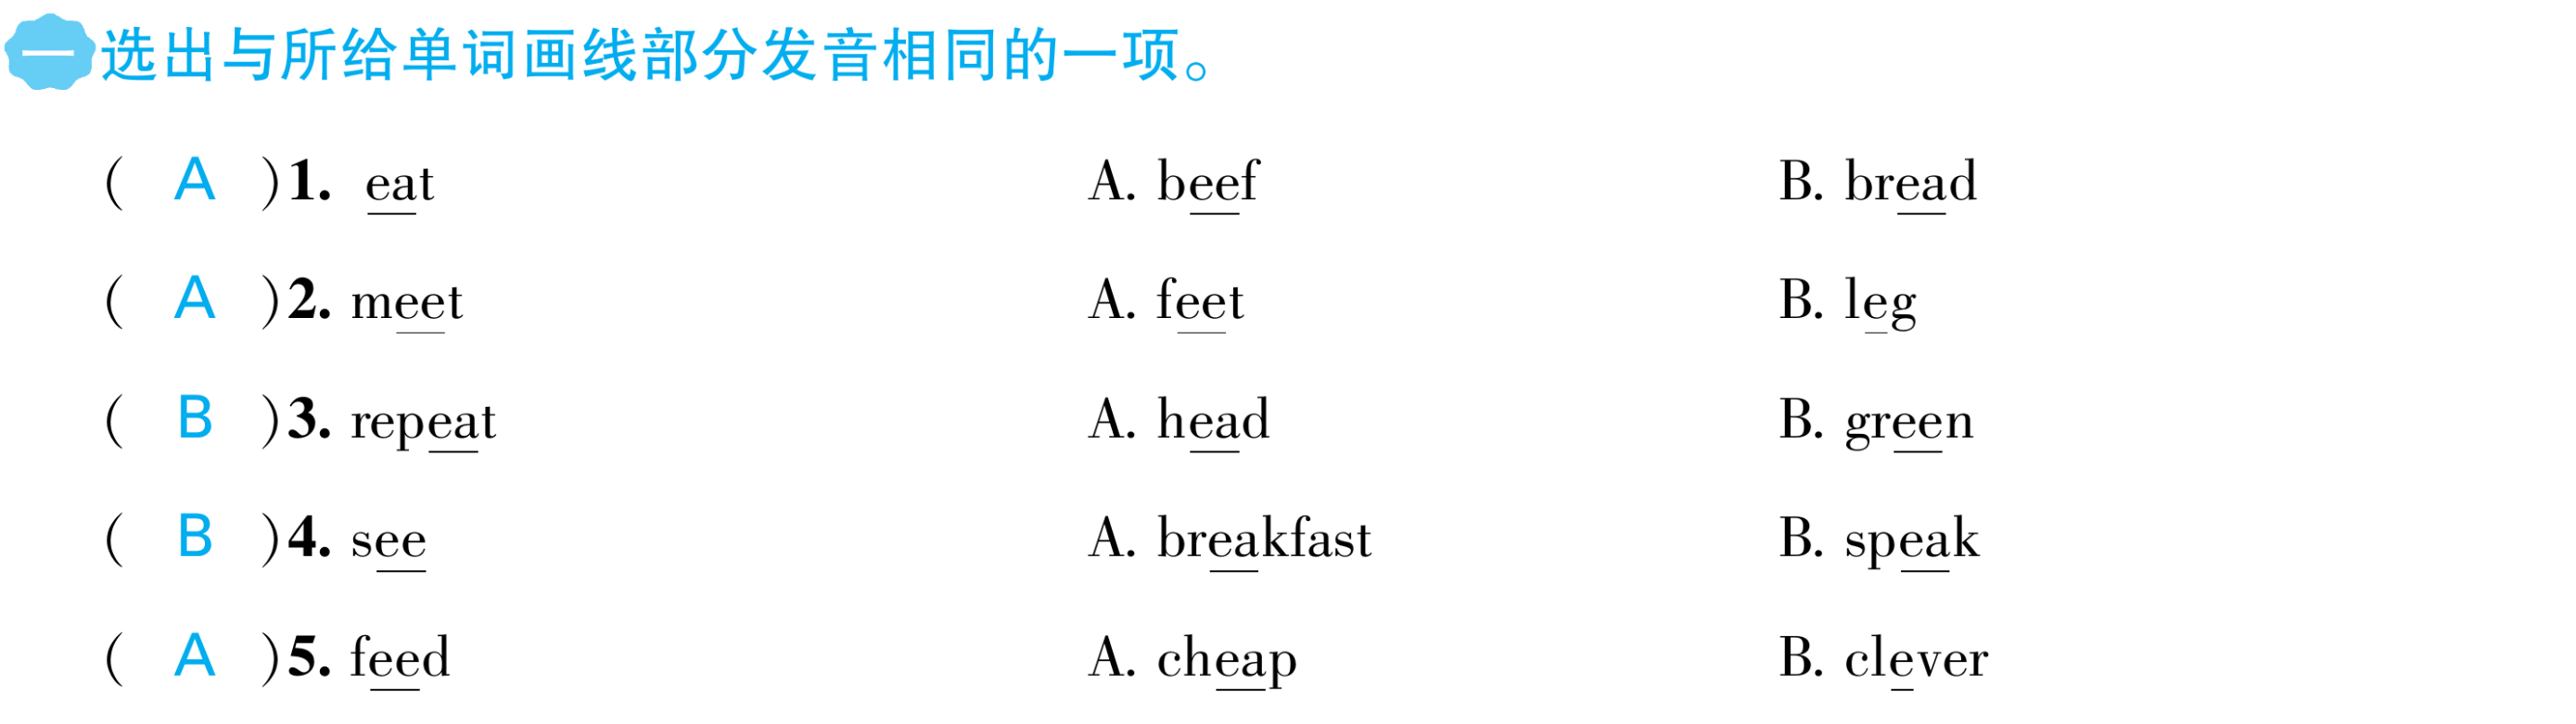 一 选出与所给单词画线部分发音相同的一项。
( A )1. eat A. beef B. bread
( A )2. meet A. feet B. leg
( B )3. repeat A. head B. green
( B )4. see A. breakfast B. speak
( A )5. feed A. cheap B. clever